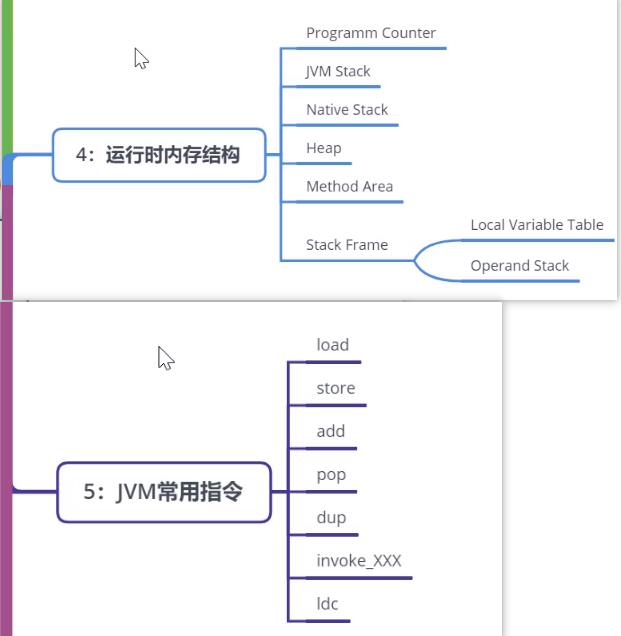 Programm Counter
JVM Stack
Native Stack
4：运行时内存结构
Heap
Method Area
Stack Frame
Local Variable Table
Operand Stack
load
store
add
pop
5：JVM常用指令
dup
invoke_XXX
ldc